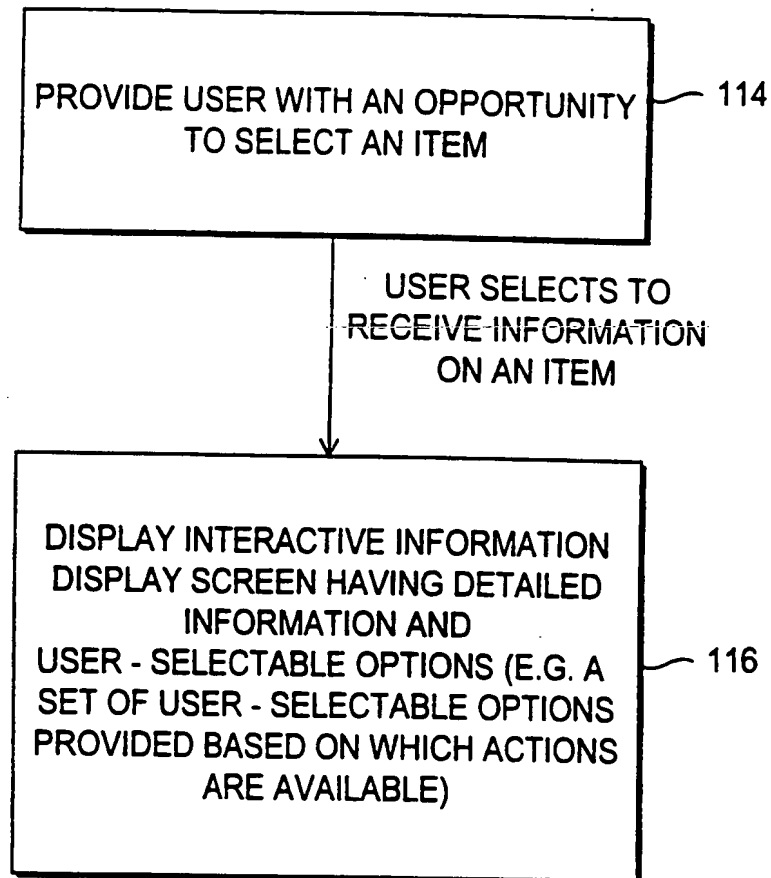 PROVIDE USER WITH AN OPPORTUNITY
TO SELECT AN ITEM
114
USER SELECTS TO
RECEIVE INFORMATION
ON AN ITEM
DISPLAY INTERACTIVE INFORMATION
DISPLAY SCREEN HAVING DETAILED
INFORMATION AND
USER - SELECTABLE OPTIONS (E.G. A
SET OF USER - SELECTABLE OPTIONS
PROVIDED BASED ON WHICH ACTIONS
ARE AVAILABLE)
116